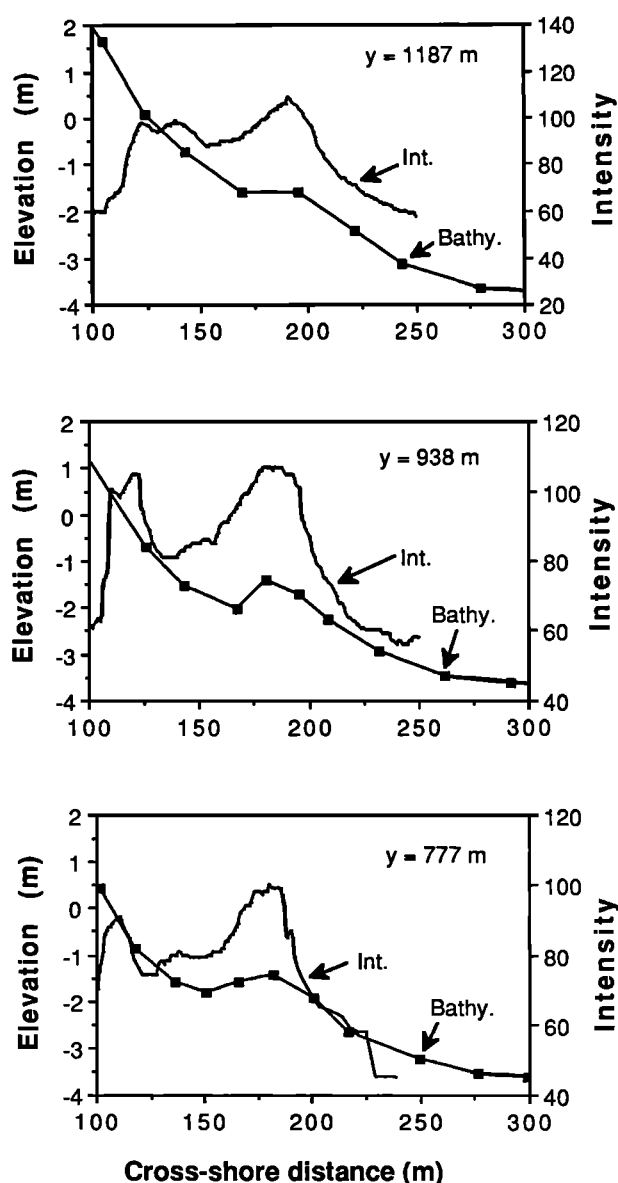 y = 1187 m
Elevation (m)
Intensity
2
1
0
-1
-2
-3
-4
140
120
100
80
60
40
20
Int.
Bathy.
100 150 200 250 300
y = 938 m
Elevation (m)
Intensity
2
1
0
-1
-2
-3
-4
120
100
80
60
40
Int.
Bathy.
100 150 200 250 300
y = 777 m
Elevation (m)
Intensity
2
1
0
-1
-2
-3
-4
120
100
80
60
40
Int.
Bathy.
100 150 200 250 300
Cross-shore distance (m)